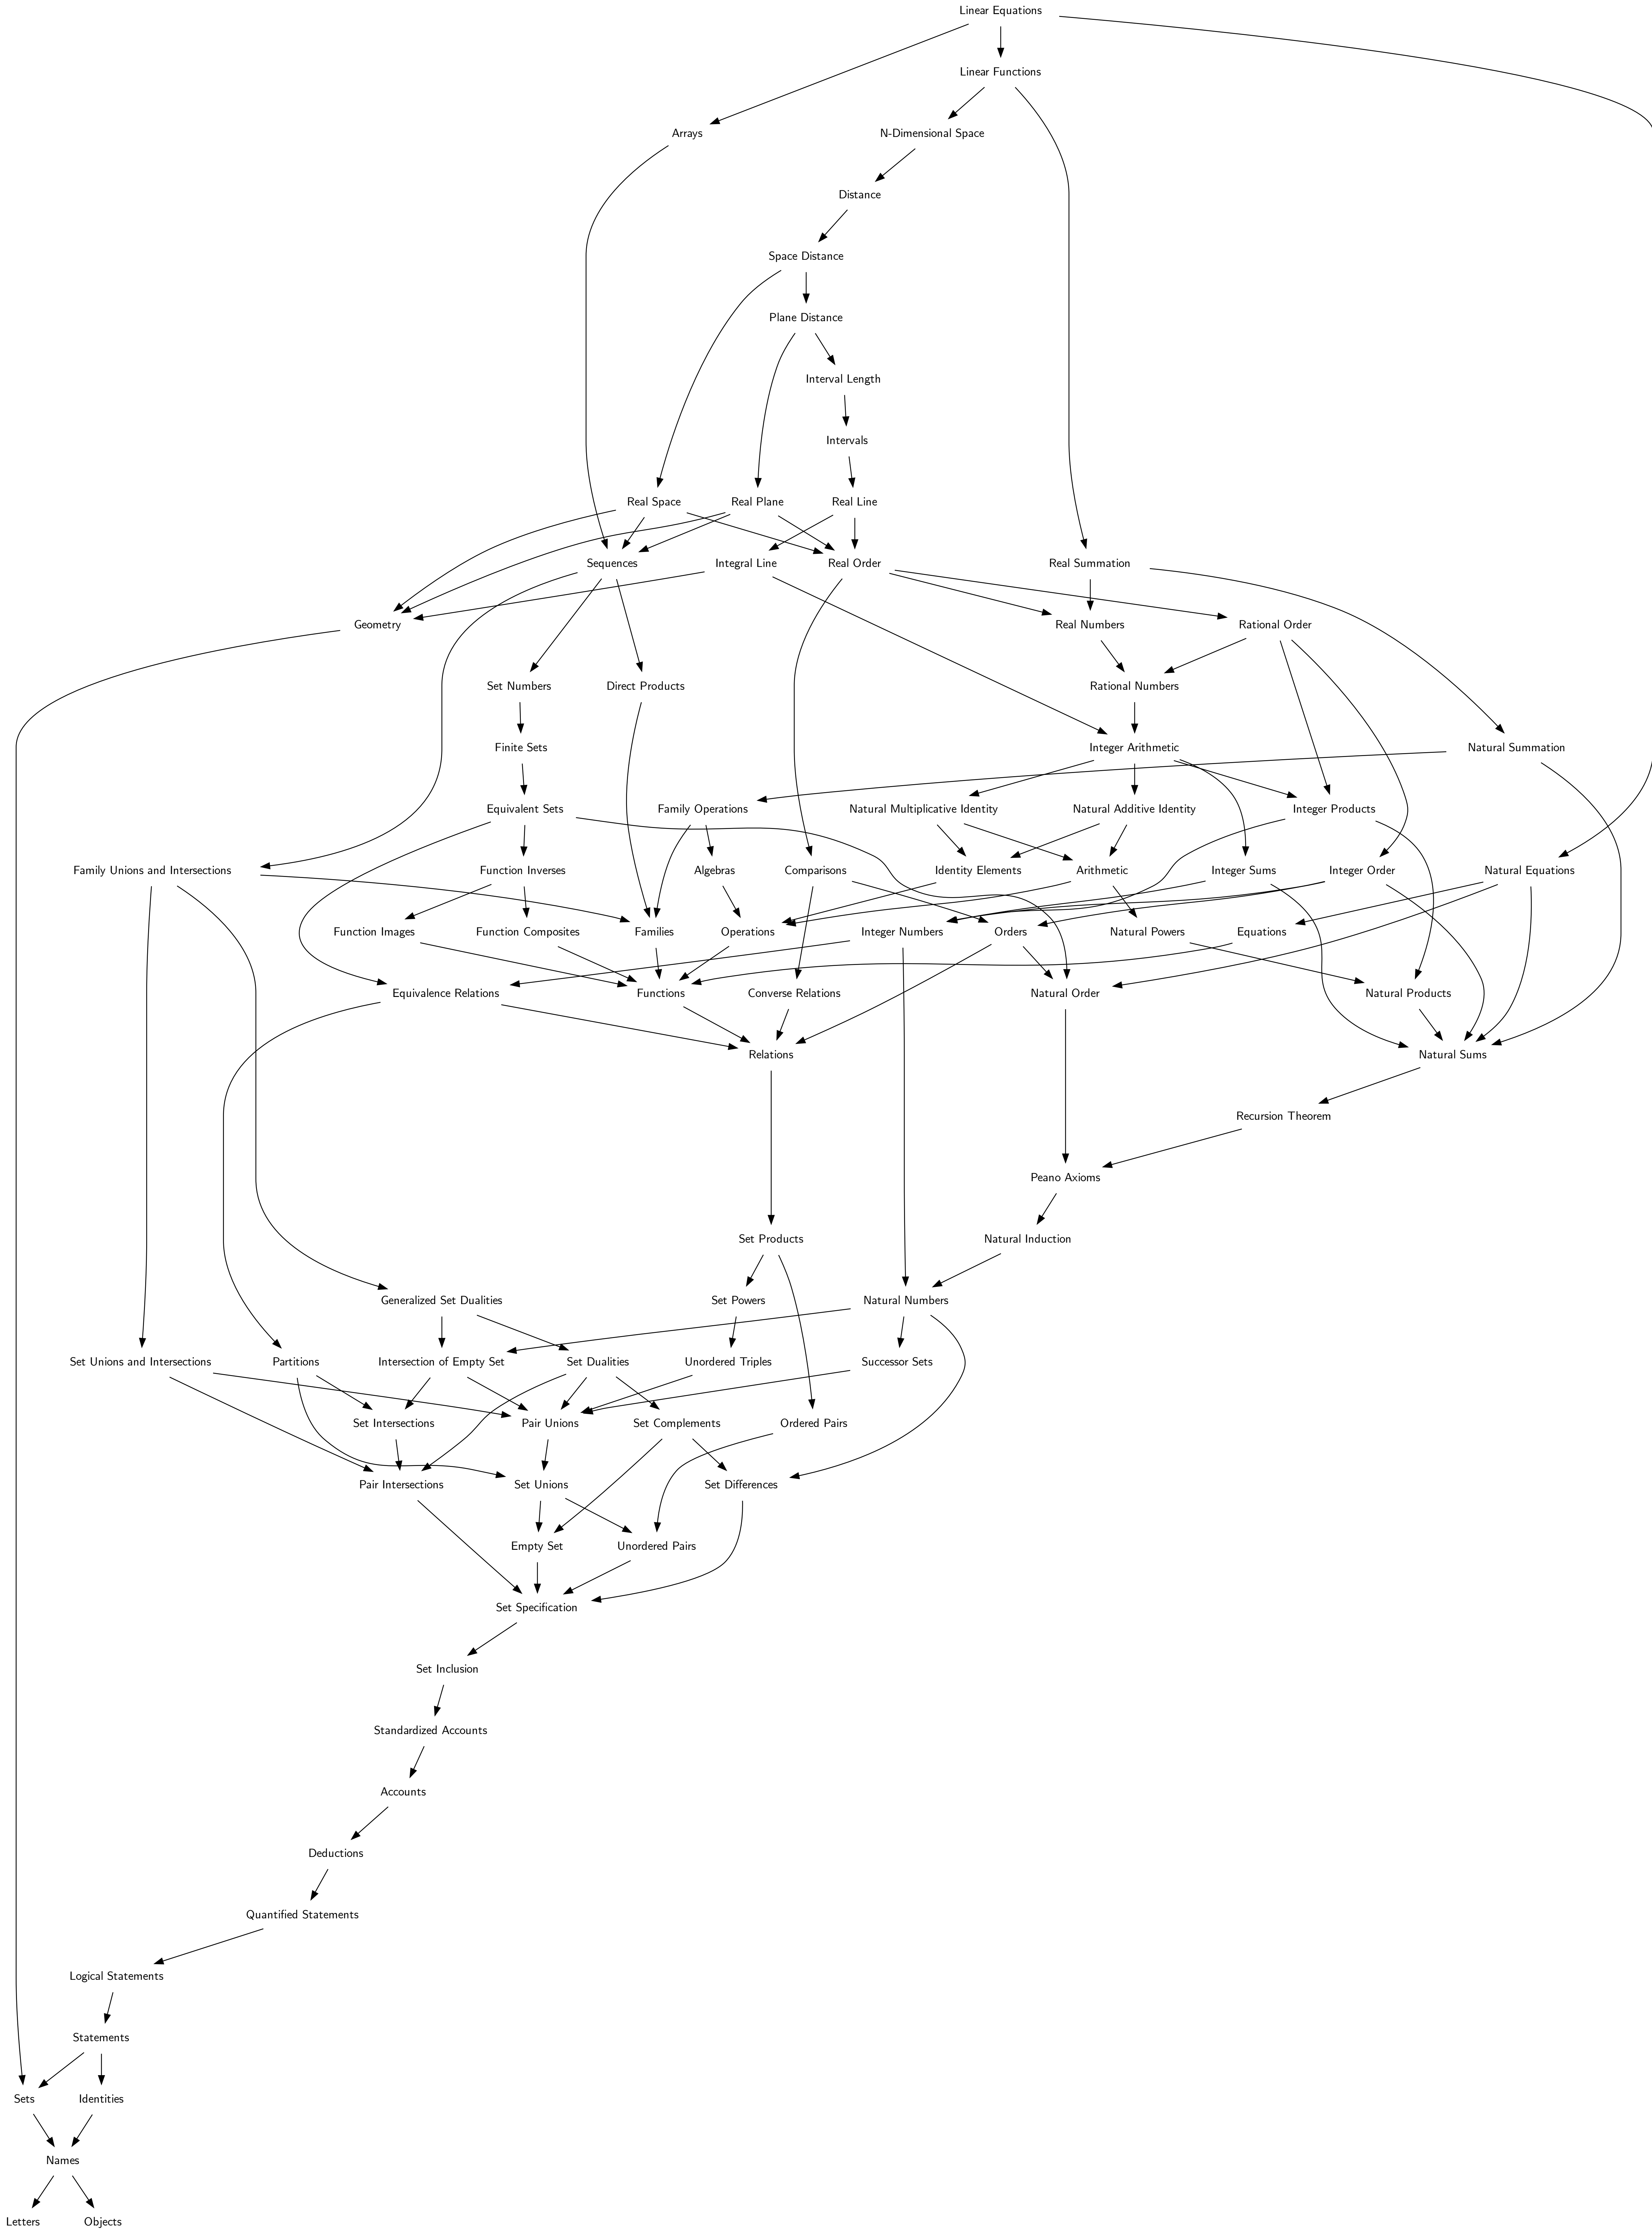 Linear Equations
Linear Functions
Arrays
N-Dimensional Space
Distance
Space Distance
Plane Distance
Interval Length
Intervals
Real Space
Real Plane
Real Line
Sequences
Integral Line
Real Order
Real Summation
Geometry
Real Numbers
Rational Order
Set Numbers
Direct Products
Rational Numbers
Finite Sets
Integer Arithmetic
Natural Summation
Equivalent Sets
Family Operations
Natural Multiplicative Identity
Natural Additive Identity
Integer Products
Family Unions and Intersections
Function Inverses
Algebras
Comparisons
Identity Elements
Arithmetic
Integer Sums
Integer Order
Natural Equations
Function Images
Function Composites
Families
Operations
Integer Numbers
Orders
Natural Powers
Equations
Equivalence Relations
Functions
Converse Relations
Natural Order
Natural Products
Relations
Natural Sums
Recursion Theorem
Peano Axioms
Set Products
Natural Induction
Generalized Set Dualities
Set Powers
Natural Numbers
Set Unions and Intersections
Partitions
Intersection of Empty Set
Set Dualities
Unordered Triples
Successor Sets
Set Intersections
Pair Unions
Set Complements
Ordered Pairs
Pair Intersections
Set Unions
Set Differences
Empty Set
Unordered Pairs
Set Specification
Set Inclusion
Standardized Accounts
Accounts
Deductions
Quantified Statements
Logical Statements
Statements
Sets
Identities
Names
Letters
Objects